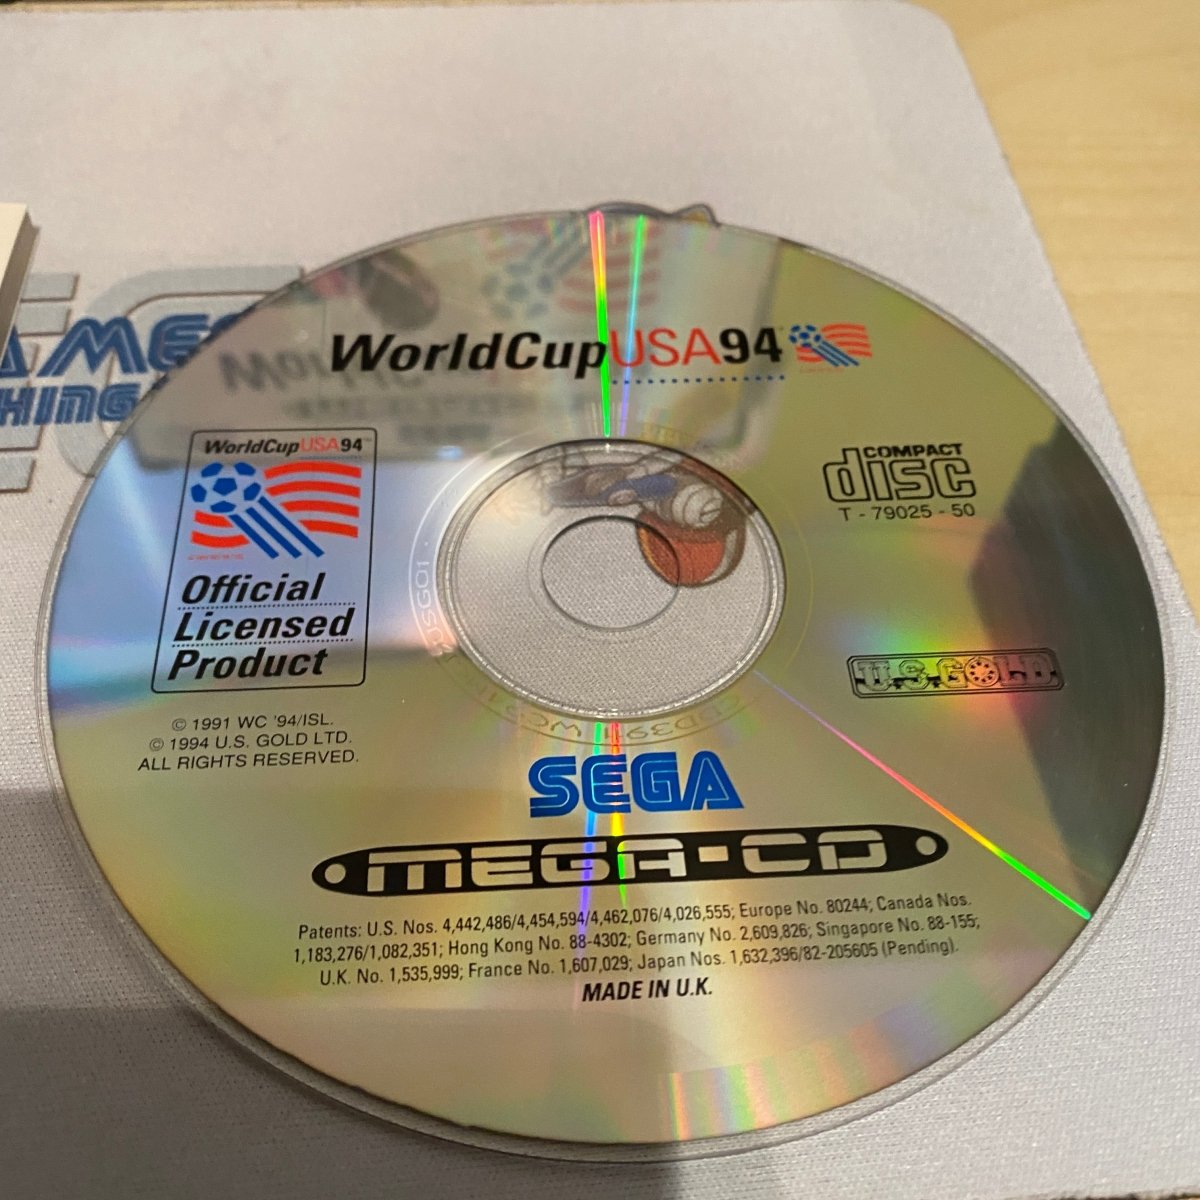 WorldCupUSA94
WorldCupUSA94™
Official
Licensed
Product
COMPACT
disc
T - 79025 - 50
U.S.GOLD
© 1991 WC '94/ISL.
© 1994 U.S. GOLD LTD.
ALL RIGHTS RESERVED.
SEGA
MEGA-CD
Patents: U.S. Nos. 4,442,486/4,454,594/4,462,076/4,026,555; Europe No. 80244; Canada Nos.
1,183,276/1,082,351; Hong Kong No. 88-4302; Germany No. 2,609,826; Singapore No. 88-155;
U.K. No. 1,535,999; France No. 1,607,029; Japan Nos. 1,632,396/82-205605 (Pending).
MADE IN U.K.